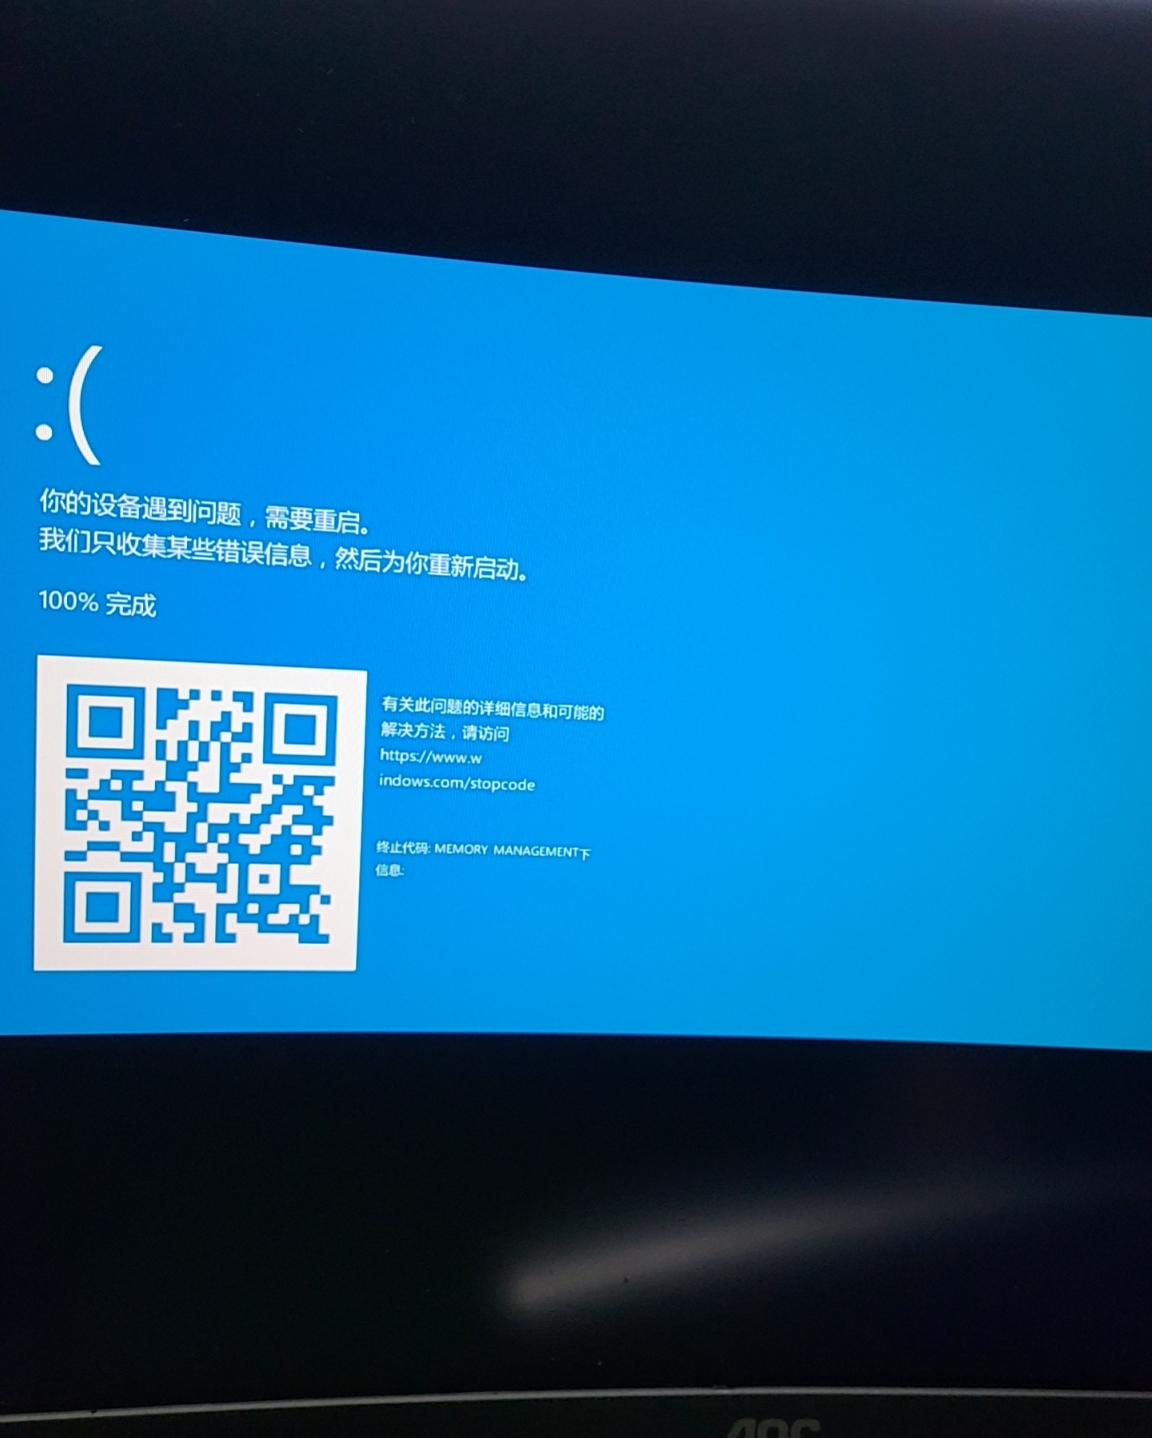 :(
你的设备遇到问题，需要重启。
我们只收集某些错误信息，然后为你重新启动。
100% 完成
有关此问题的详细信息和可能的
解决方法，请访问
https://www.w
indows.com/stopcode
终止代码: MEMORY MANAGEMENT下
信息:
AOC